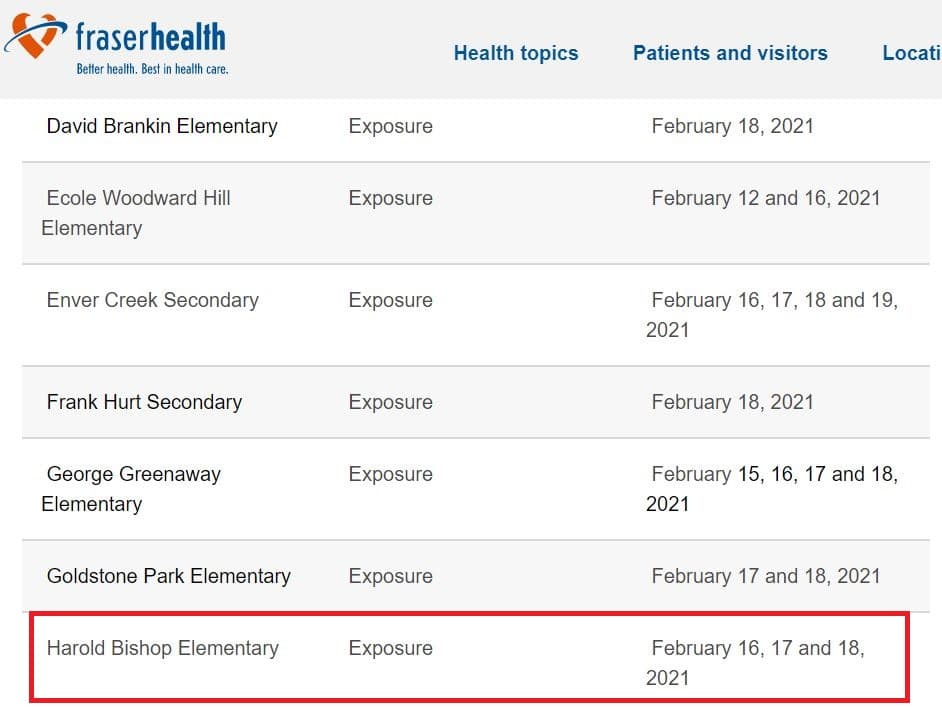 fraserhealth
Better health. Best in health care.
Health topics Patients and visitors Locati
David Brankin Elementary Exposure February 18, 2021
Ecole Woodward Hill Exposure February 12 and 16, 2021
Elementary
Enver Creek Secondary Exposure February 16, 17, 18 and 19,
2021
Frank Hurt Secondary Exposure February 18, 2021
George Greenaway Exposure February 15, 16, 17 and 18,
Elementary 2021
Goldstone Park Elementary Exposure February 17 and 18, 2021
Harold Bishop Elementary Exposure February 16, 17 and 18,
2021